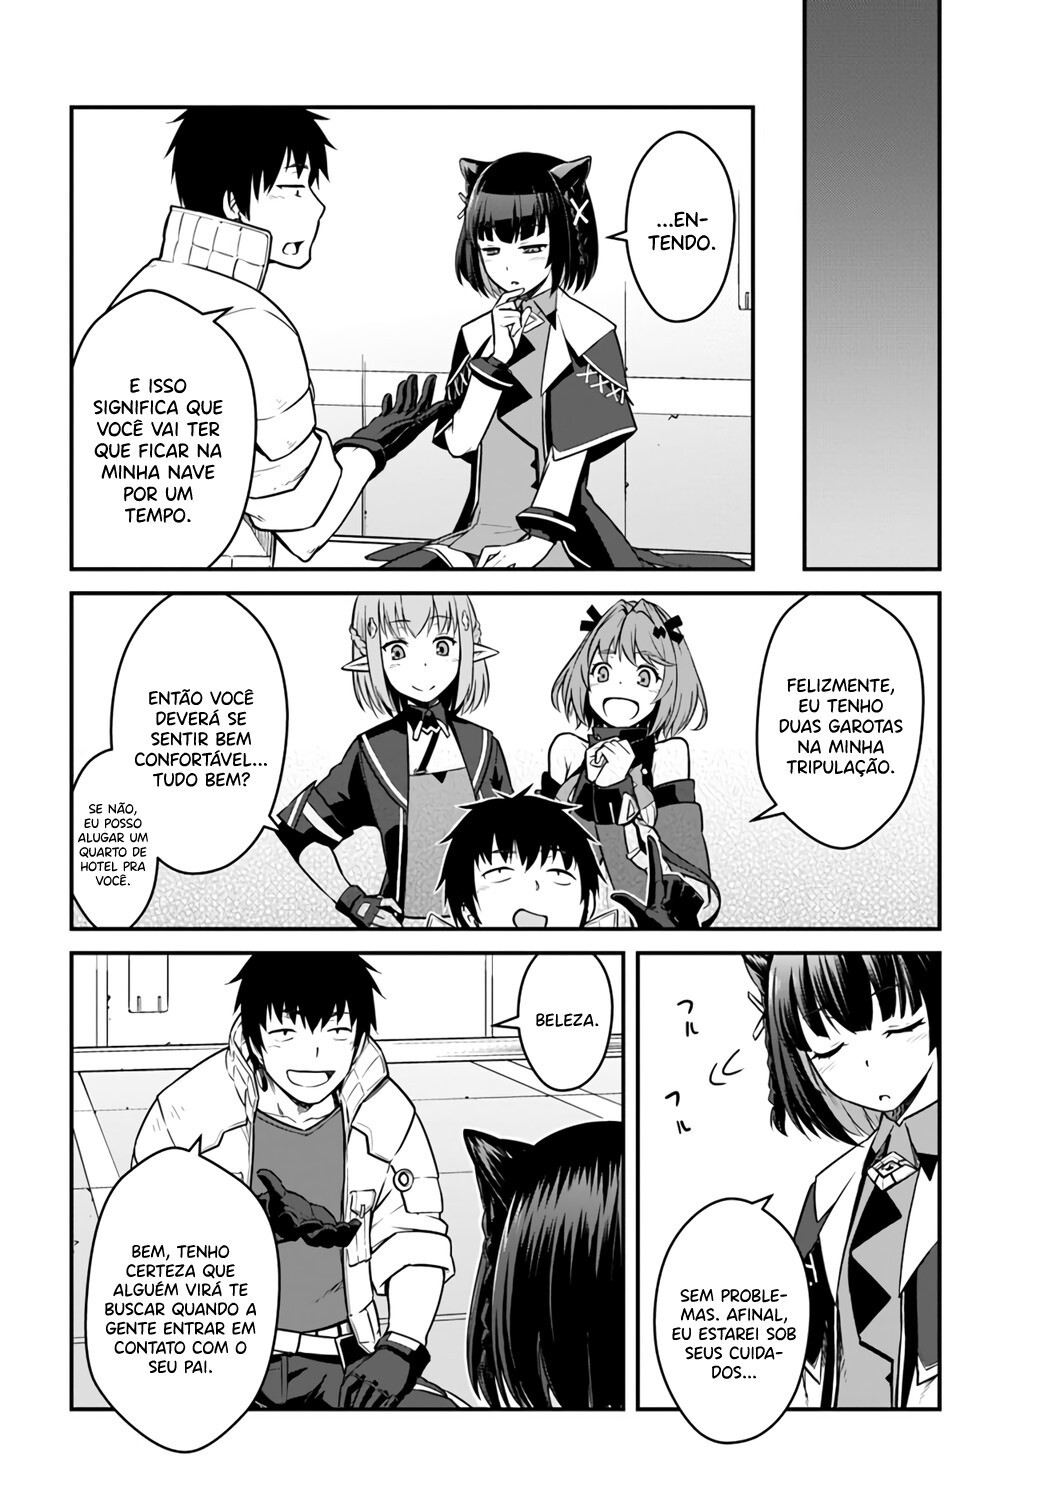 ...EN-
TENDO.
E ISSO
SIGNIFICA QUE
VOCÊ VAI TER
QUE FICAR NA
MINHA NAVE
POR UM
TEMPO.
FELIZMENTE,
EU TENHO
DUAS GAROTAS
NA MINHA
TRIPULAÇÃO.
ENTÃO VOCÊ
DEVERÁ SE
SENTIR BEM
CONFORTÁVEL...
TUDO BEM?
SE NÃO,
EU POSSO
ALUGAR UM
QUARTO DE
HOTEL PRA
VOCÊ.
フル
フル
SEM PROBLE-
MAS. AFINAL,
EU ESTAREI SOB
SEUS CUIDA-
DOS...
BELEZA.
BEM, TENHO
CERTEZA QUE
ALGUÉM VIRÁ TE
BUSCAR QUANDO A
GENTE ENTRAR EM
CONTATO COM O
SEU PAI.